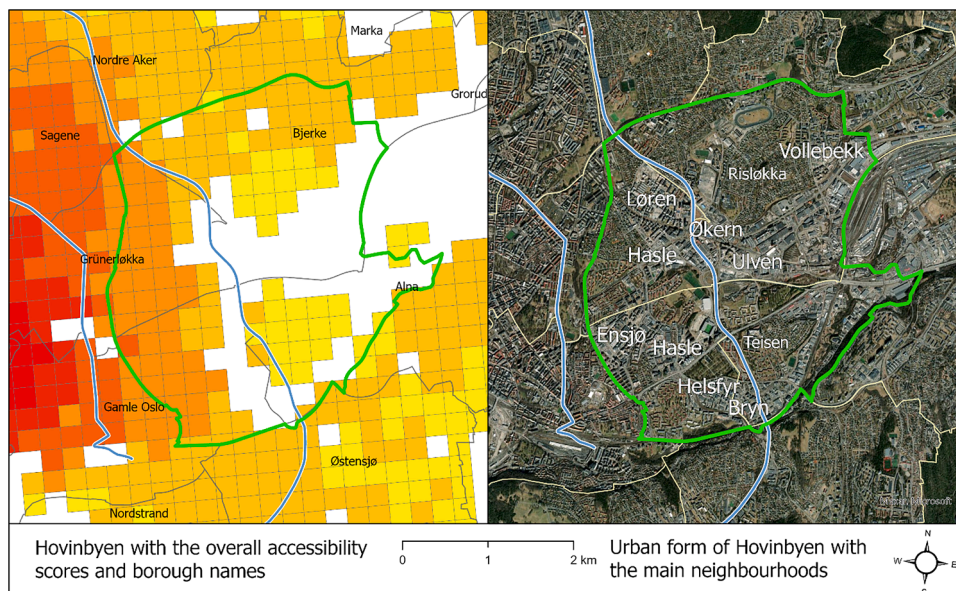 Marka
Nordre Aker
Grorud
Sagene
Bjerke
Grünerløkka
Alna
Gamle Oslo
Østensjø
Nordstrand
Vollebekk
Risløkka
Løren
Økern
Hasle
Ulven
Ensjø
Hasle
Teisen
Helsfyr
Bryn
Microsoft
Hovinbyen with the overall accessibility
scores and borough names
0 1 2 km
Urban form of Hovinbyen with
the main neighbourhoods
N
W E
S